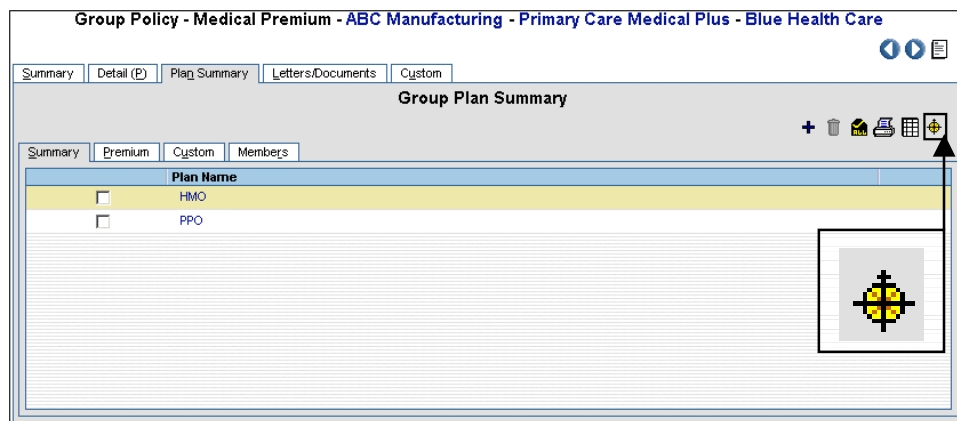 Group Policy - Medical Premium - ABC Manufacturing - Primary Care Medical Plus - Blue Health Care
Summary Detail (P) Plan Summary Letters/Documents Custom
Group Plan Summary
Summary Premium Custom Members
Plan Name
HMO
PPO